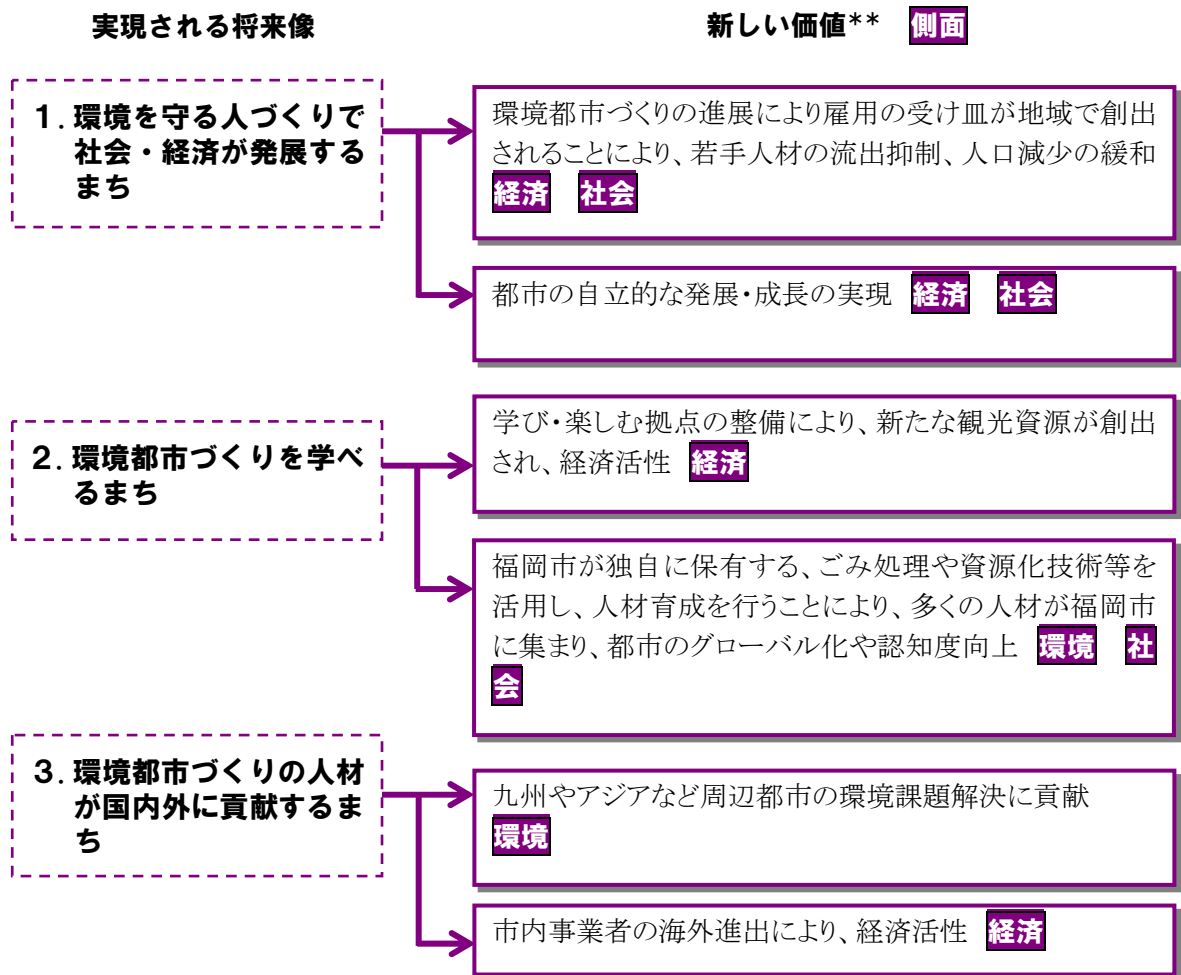 実現される将来像
新しい価値** 側面
1. 環境を守る人づくりで
社会・経済が発展する
まち
環境都市づくりの進展により雇用の受け皿が地域で創出
されることにより、若手人材の流出抑制、人口減少の緩和
経済 社会
都市の自立的な発展・成長の実現 経済 社会
2. 環境都市づくりを学べ
るまち
学び・楽しむ拠点の整備により、新たな観光資源が創出
され、経済活性 経済
福岡市が独自に保有する、ごみ処理や資源化技術等を
活用し、人材育成を行うことにより、多くの人材が福岡市
に集まり、都市のグローバル化や認知度向上 環境 社
会
3. 環境都市づくりの人材
が国内外に貢献するま
ち
九州やアジアなど周辺都市の環境課題解決に貢献
環境
市内事業者の海外進出により、経済活性 経済